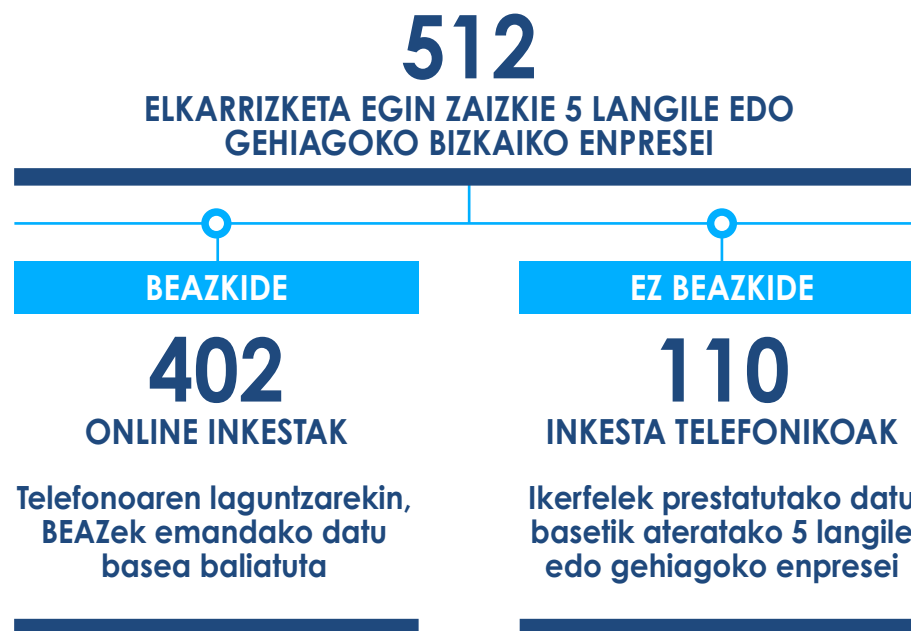 512
ELKARRIZKETA EGIN ZAIZKIE 5 LANGILE EDO
GEHIAGOKO BIZKAIKO ENPRESEI
BEAZKIDE
402
ONLINE INKESTAK
Telefonoaren laguntzarekin,
BEAZek emandako datu
basea baliatuta
EZ BEAZKIDE
110
INKESTA TELEFONIKOAK
Ikerfelek prestatutako datu
basetik ateratako 5 langile
edo gehiagoko enpresei